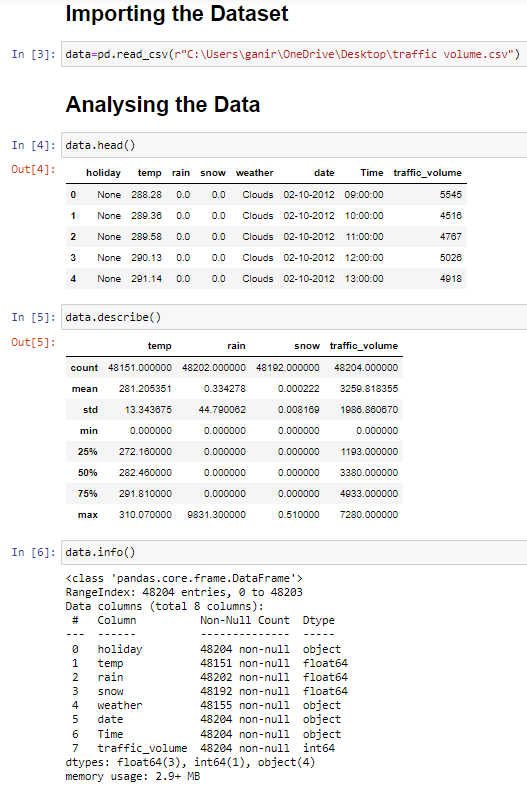 Importing the Dataset
In [3]: data=pd.read_csv(r"C:\Users\ganir\OneDrive\Desktop\traffic volume.csv")
Analysing the Data
In [4]: data.head()
Out[4]:
holiday temp rain snow weather date Time traffic_volume
0 None 288.28 0.0 0.0 Clouds 02-10-2012 09:00:00 5545
1 None 289.36 0.0 0.0 Clouds 02-10-2012 10:00:00 4516
2 None 289.58 0.0 0.0 Clouds 02-10-2012 11:00:00 4767
3 None 290.13 0.0 0.0 Clouds 02-10-2012 12:00:00 5026
4 None 291.14 0.0 0.0 Clouds 02-10-2012 13:00:00 4918
In [5]: data.describe()
Out[5]:
temp rain snow traffic_volume
count 48151.000000 48202.000000 48192.000000 48204.000000
mean 281.205351 0.334278 0.000222 3259.818355
std 13.343675 44.790062 0.008169 1986.860670
min 0.000000 0.000000 0.000000 0.000000
25% 272.160000 0.000000 0.000000 1193.000000
50% 282.460000 0.000000 0.000000 3380.000000
75% 291.810000 0.000000 0.000000 4933.000000
max 310.070000 9831.300000 0.510000 7280.000000
In [6]: data.info()
<class 'pandas.core.frame.DataFrame'>
RangeIndex: 48204 entries, 0 to 48203
Data columns (total 8 columns):
# Column Non-Null Count Dtype
--- ------ -------------- -----
0 holiday 48204 non-null object
1 temp 48151 non-null float64
2 rain 48202 non-null float64
3 snow 48192 non-null float64
4 weather 48155 non-null object
5 date 48204 non-null object
6 Time 48204 non-null object
7 traffic_volume 48204 non-null int64
dtypes: float64(3), int64(1), object(4)
memory usage: 2.9+ MB